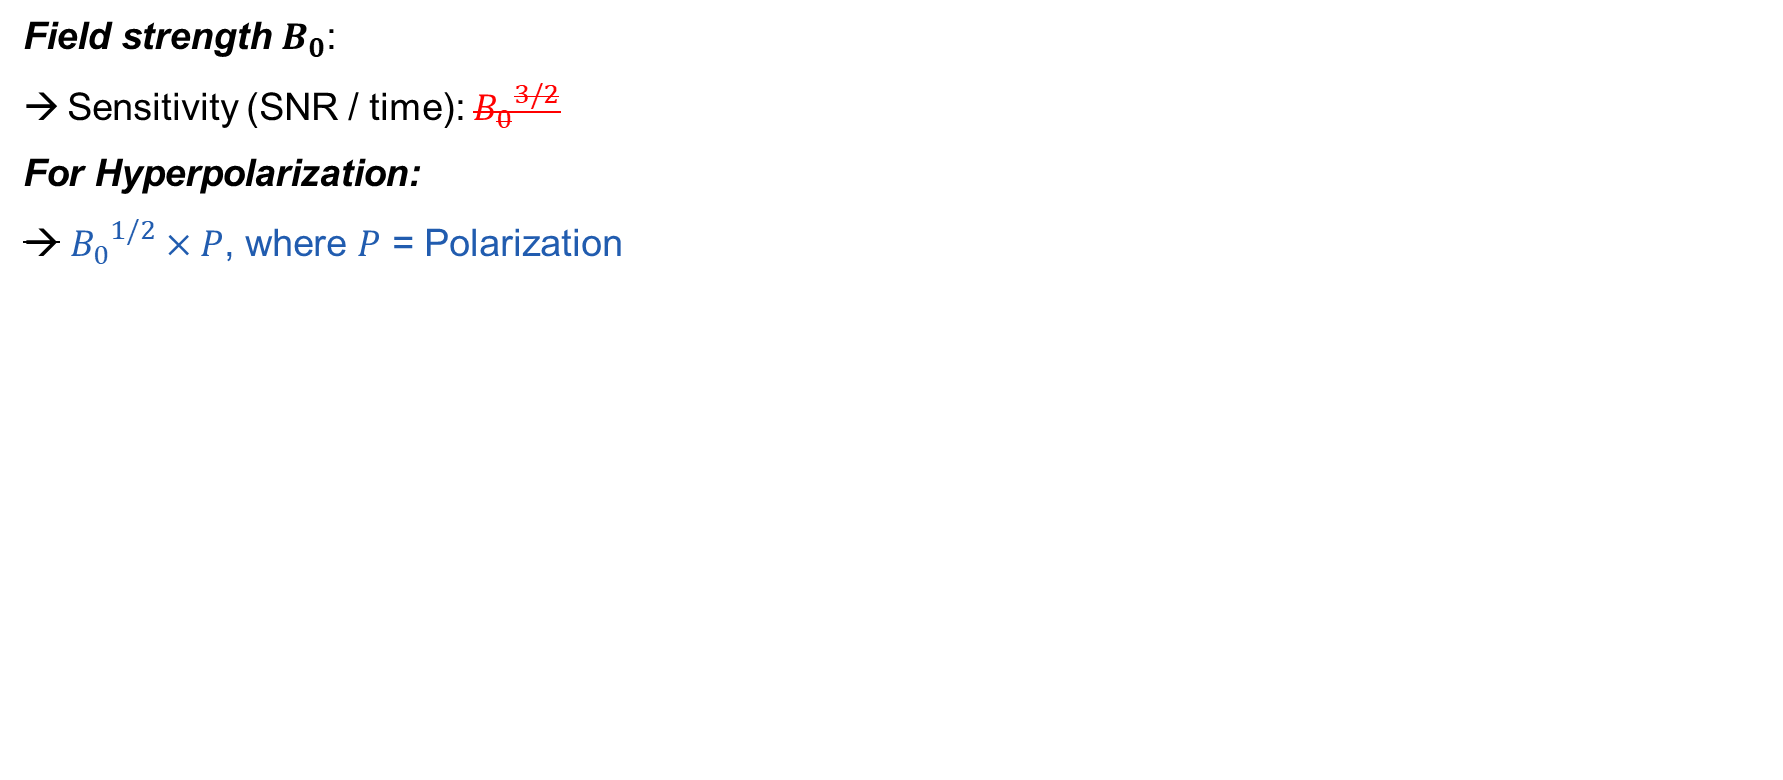 Field strength B₀:
→ Sensitivity (SNR / time): B₀^3/2
For Hyperpolarization:
→ B₀^1/2 × P, where P = Polarization